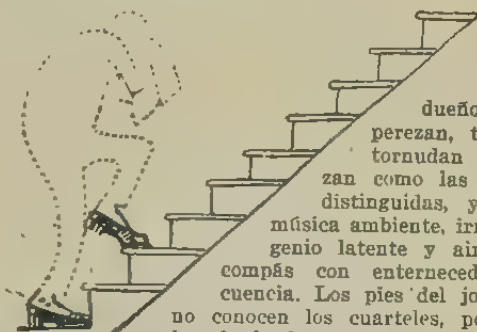 dueño
perezan, t
tornudan
zan como las
distinguidas, y
música ambiente, irr
genio latente y air
compás con enterneced
cuencia. Los pies del jo
no conocen los cuarteles, pe